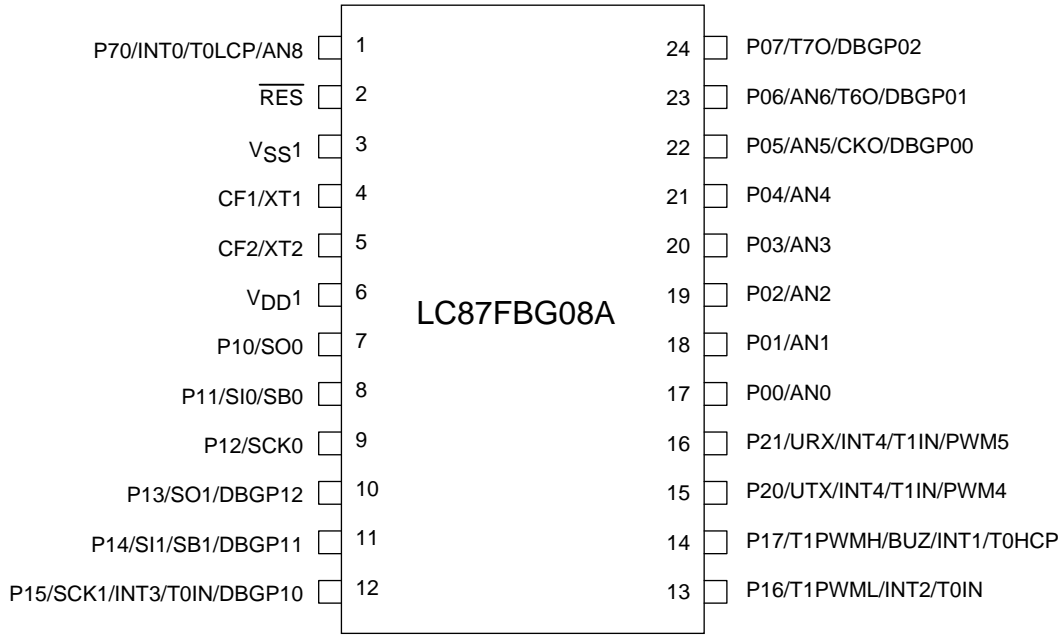 P70/INT0/T0LCP/AN8 1 24 P07/T7O/DBGP02
RES 2 23 P06/AN6/T6O/DBGP01
VSS1 3 22 P05/AN5/CKO/DBGP00
CF1/XT1 4 21 P04/AN4
CF2/XT2 5 20 P03/AN3
VDD1 6 19 P02/AN2
LC87FBG08A
P10/SO0 7 18 P01/AN1
P11/SI0/SB0 8 17 P00/AN0
P12/SCK0 9 16 P21/URX/INT4/T1IN/PWM5
P13/SO1/DBGP12 10 15 P20/UTX/INT4/T1IN/PWM4
P14/SI1/SB1/DBGP11 11 14 P17/T1PWMH/BUZ/INT1/T0HCP
P15/SCK1/INT3/T0IN/DBGP10 12 13 P16/T1PWML/INT2/T0IN